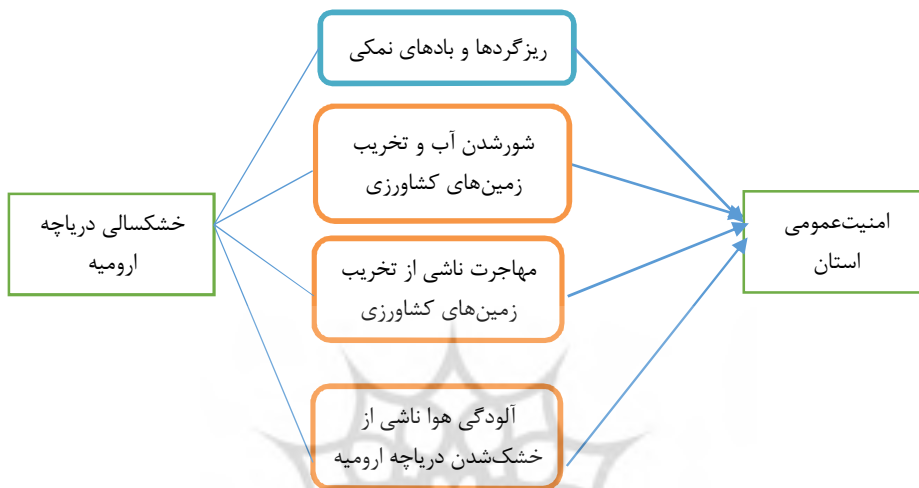 ریزگردها و بادهای نمکی
شورشدن آب و تخریب
زمین‌های کشاورزی
خشکسالی دریاچه
ارومیه
امنیت‌عمومی
استان
مهاجرت ناشی از تخریب
زمین‌های کشاورزی
آلودگی هوا ناشی از
خشک‌شدن دریاچه ارومیه